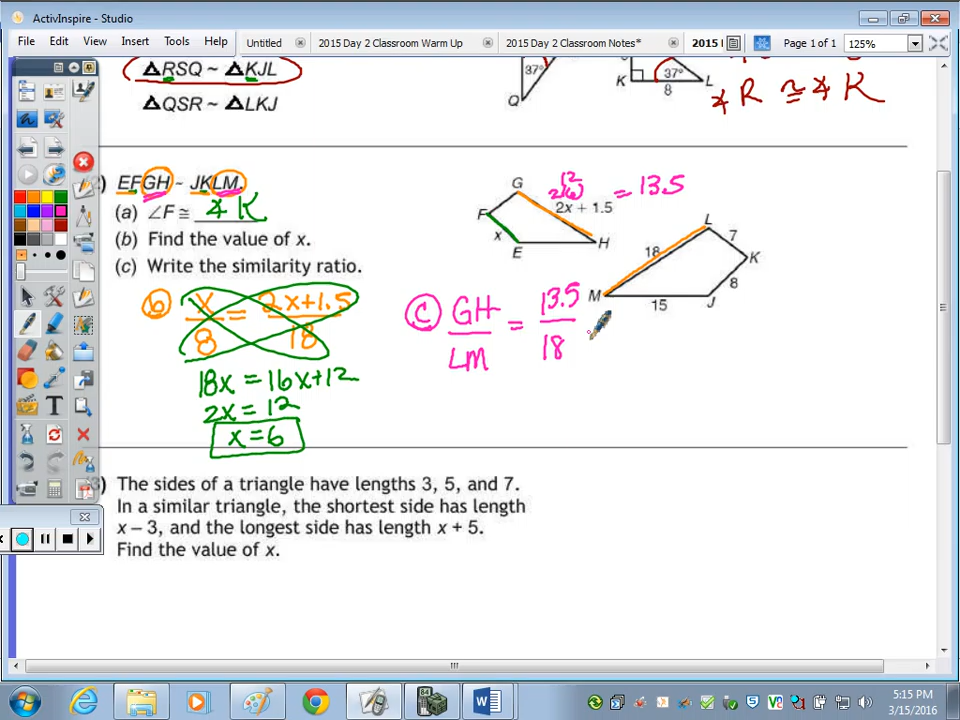 ActivInspire - Studio
File Edit View Insert Tools Help Untitled 2015 Day 2 Classroom Warm Up 2015 Day 2 Classroom Notes* 2015 Page 1 of 1 125%
△RSQ ~ △KJL
37°
Q
K 37° L
8
∡ R ≅ ∡ K
△QSR ~ △LKJ
) EFGH ~ JKLM.
(a) ∠F ≅ ∡ K
(b) Find the value of x.
(c) Write the similarity ratio.
G
12
2(6)
2x + 1.5 = 13.5
F
x
E
H
L
18
7
K
8
M
15
J
b x/8 = 2x+1.5/18
18x = 16x+12
2x = 12
x = 6
c GH/LM = 13.5/18
3) The sides of a triangle have lengths 3, 5, and 7.
In a similar triangle, the shortest side has length
x – 3, and the longest side has length x + 5.
Find the value of x.
5:15 PM
3/15/2016